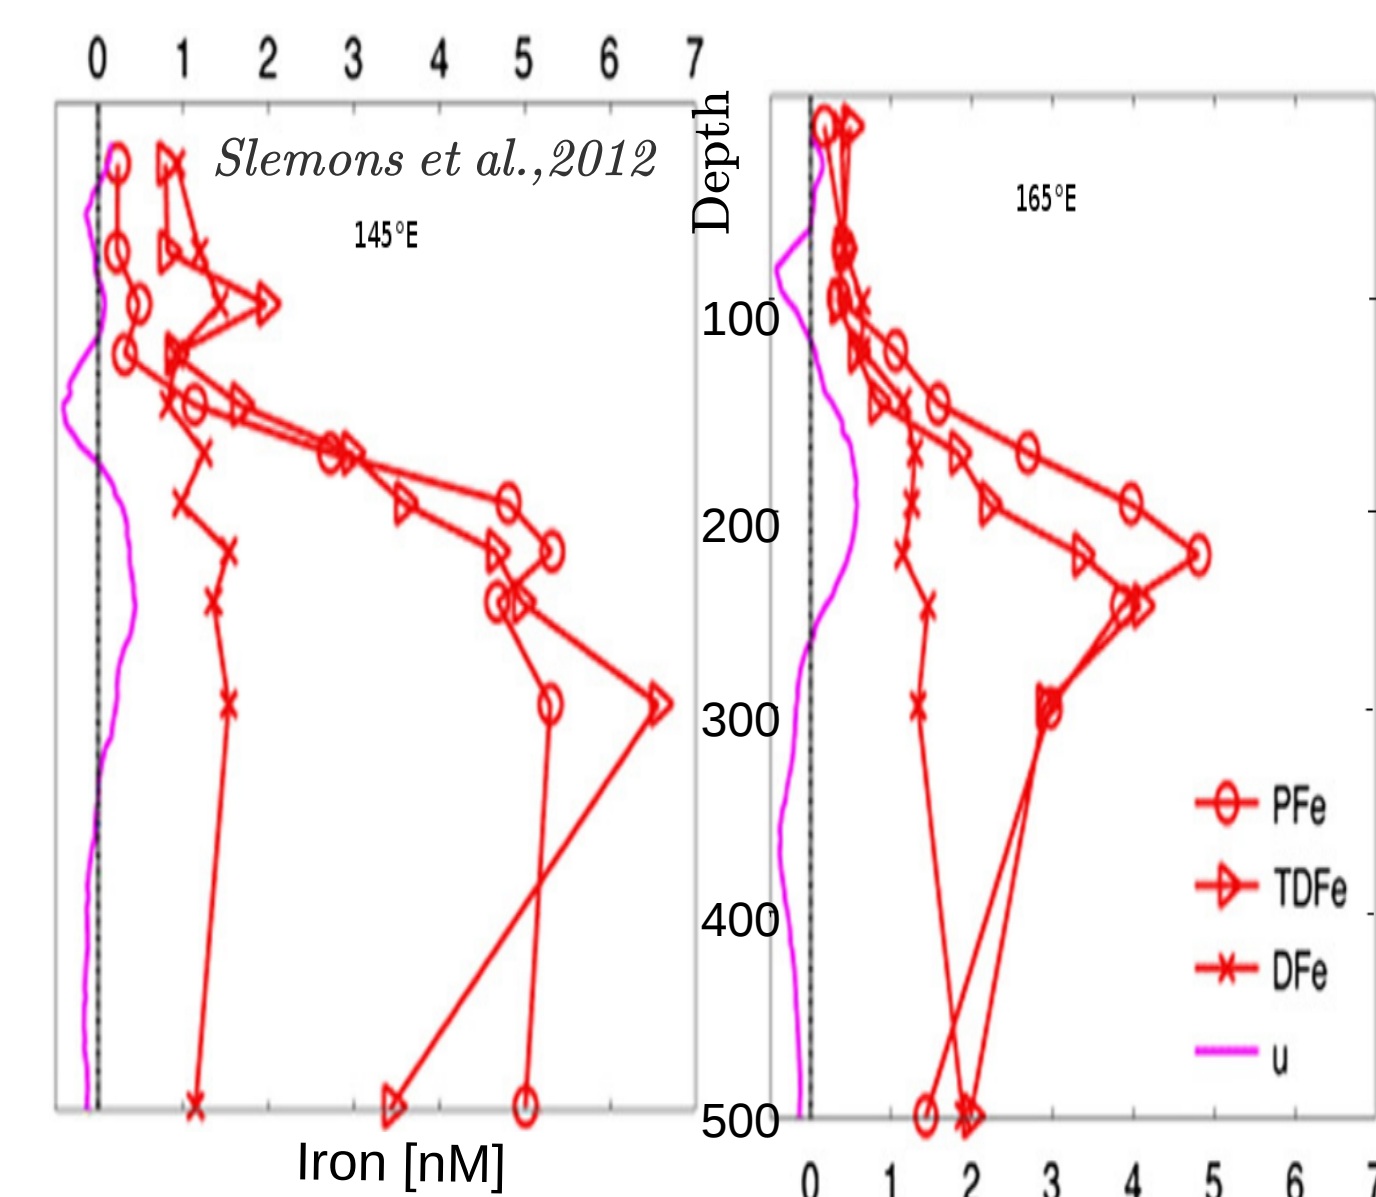 0 1 2 3 4 5 6 7
Slemons et al.,2012
145°E
Iron [nM]
Depth
100
200
300
400
500
165°E
PFe
TDFe
DFe
u
0 1 2 3 4 5 6 7